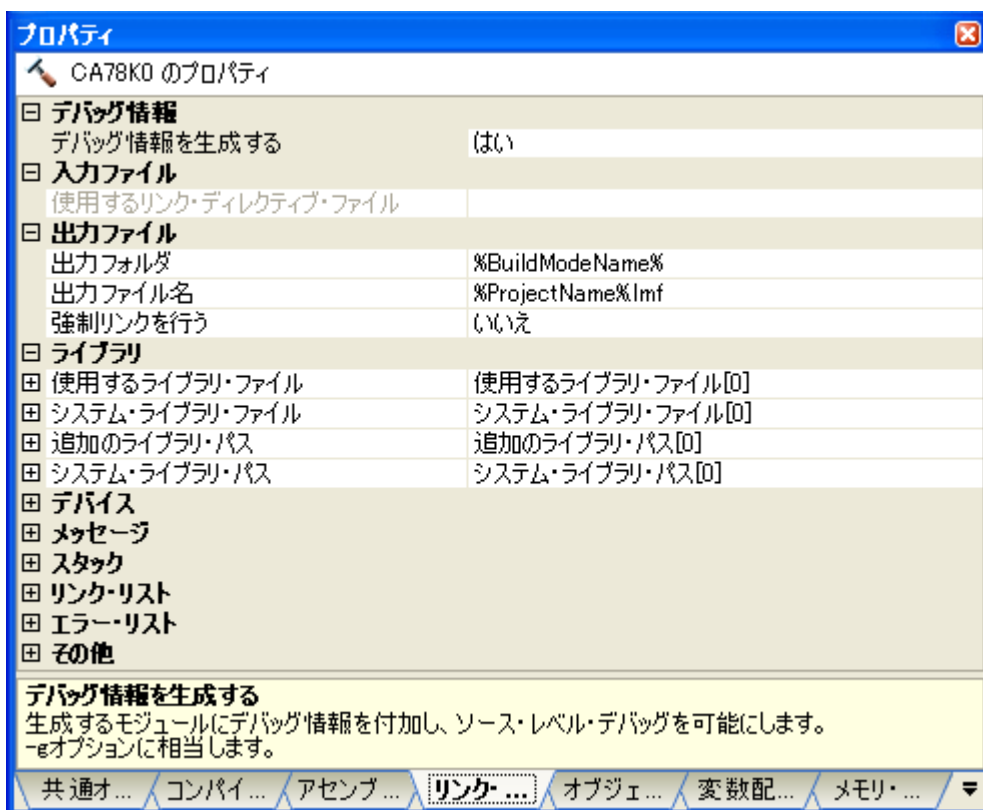 プロパティ
CA78K0 のプロパティ
デバッグ情報
デバッグ情報を生成する はい
入力ファイル
使用するリンク・ディレクティブ・ファイル
出力ファイル
出力フォルダ %BuildModeName%
出力ファイル名 %ProjectName%.lmf
強制リンクを行う いいえ
ライブラリ
使用するライブラリ・ファイル 使用するライブラリ・ファイル[0]
システム・ライブラリ・ファイル システム・ライブラリ・ファイル[0]
追加のライブラリ・パス 追加のライブラリ・パス[0]
システム・ライブラリ・パス システム・ライブラリ・パス[0]
デバイス
メッセージ
スタック
リンク・リスト
エラー・リスト
その他
デバッグ情報を生成する
生成するモジュールにデバッグ情報を付加し、ソース・レベル・デバッグを可能にします。
-gオプションに相当します。
共通オ... コンパイ... アセンブ... リンク・... オブジェ... 変数配... メモリ・...